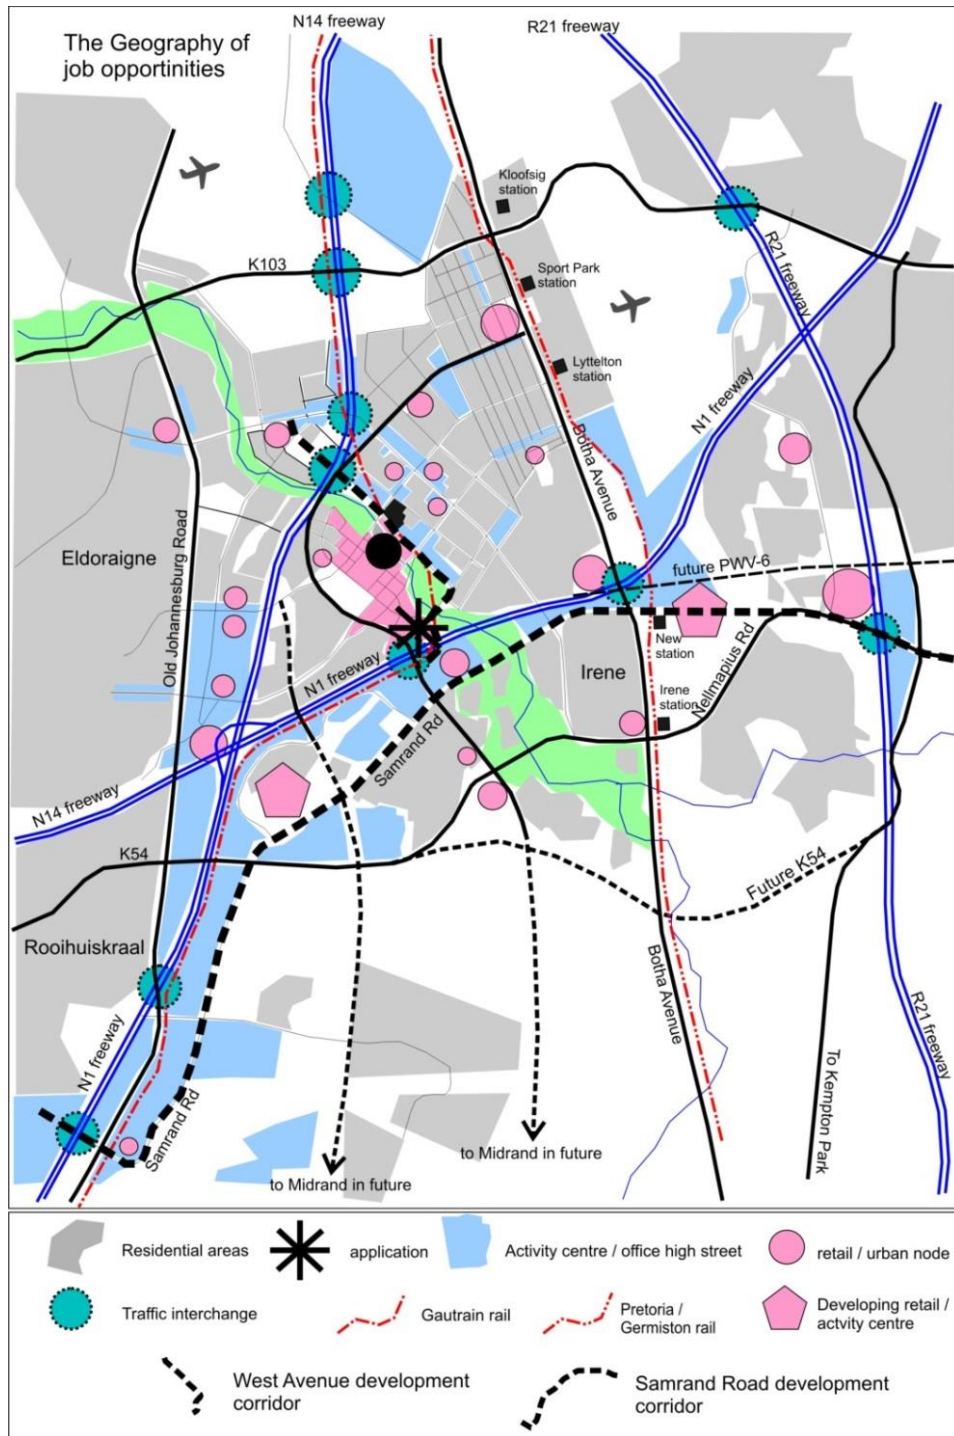 N14 freeway
R21 freeway
The Geography of
job opportinities
Kloofsig
station
K103
Sport Park
station
R21 freeway
Lyttelton
station
N1 freeway
Botha Avenue
Eldoraigne
Old Johannesburg Road
future PWV-6
New
station
N1 freeway
Irene
Nellmapius Rd
Irene
station
Samrand Rd
N14 freeway
K54
Future K54
Rooihuiskraal
Botha Avenue
R21 freeway
N1 freeway
To Kempton Park
Samrand Rd
to Midrand in future
to Midrand in future
Residential areas
application
Activity centre / office high street
retail / urban node
Traffic interchange
Gautrain rail
Pretoria /
Germiston rail
Developing retail /
actvity centre
West Avenue development
corridor
Samrand Road development
corridor